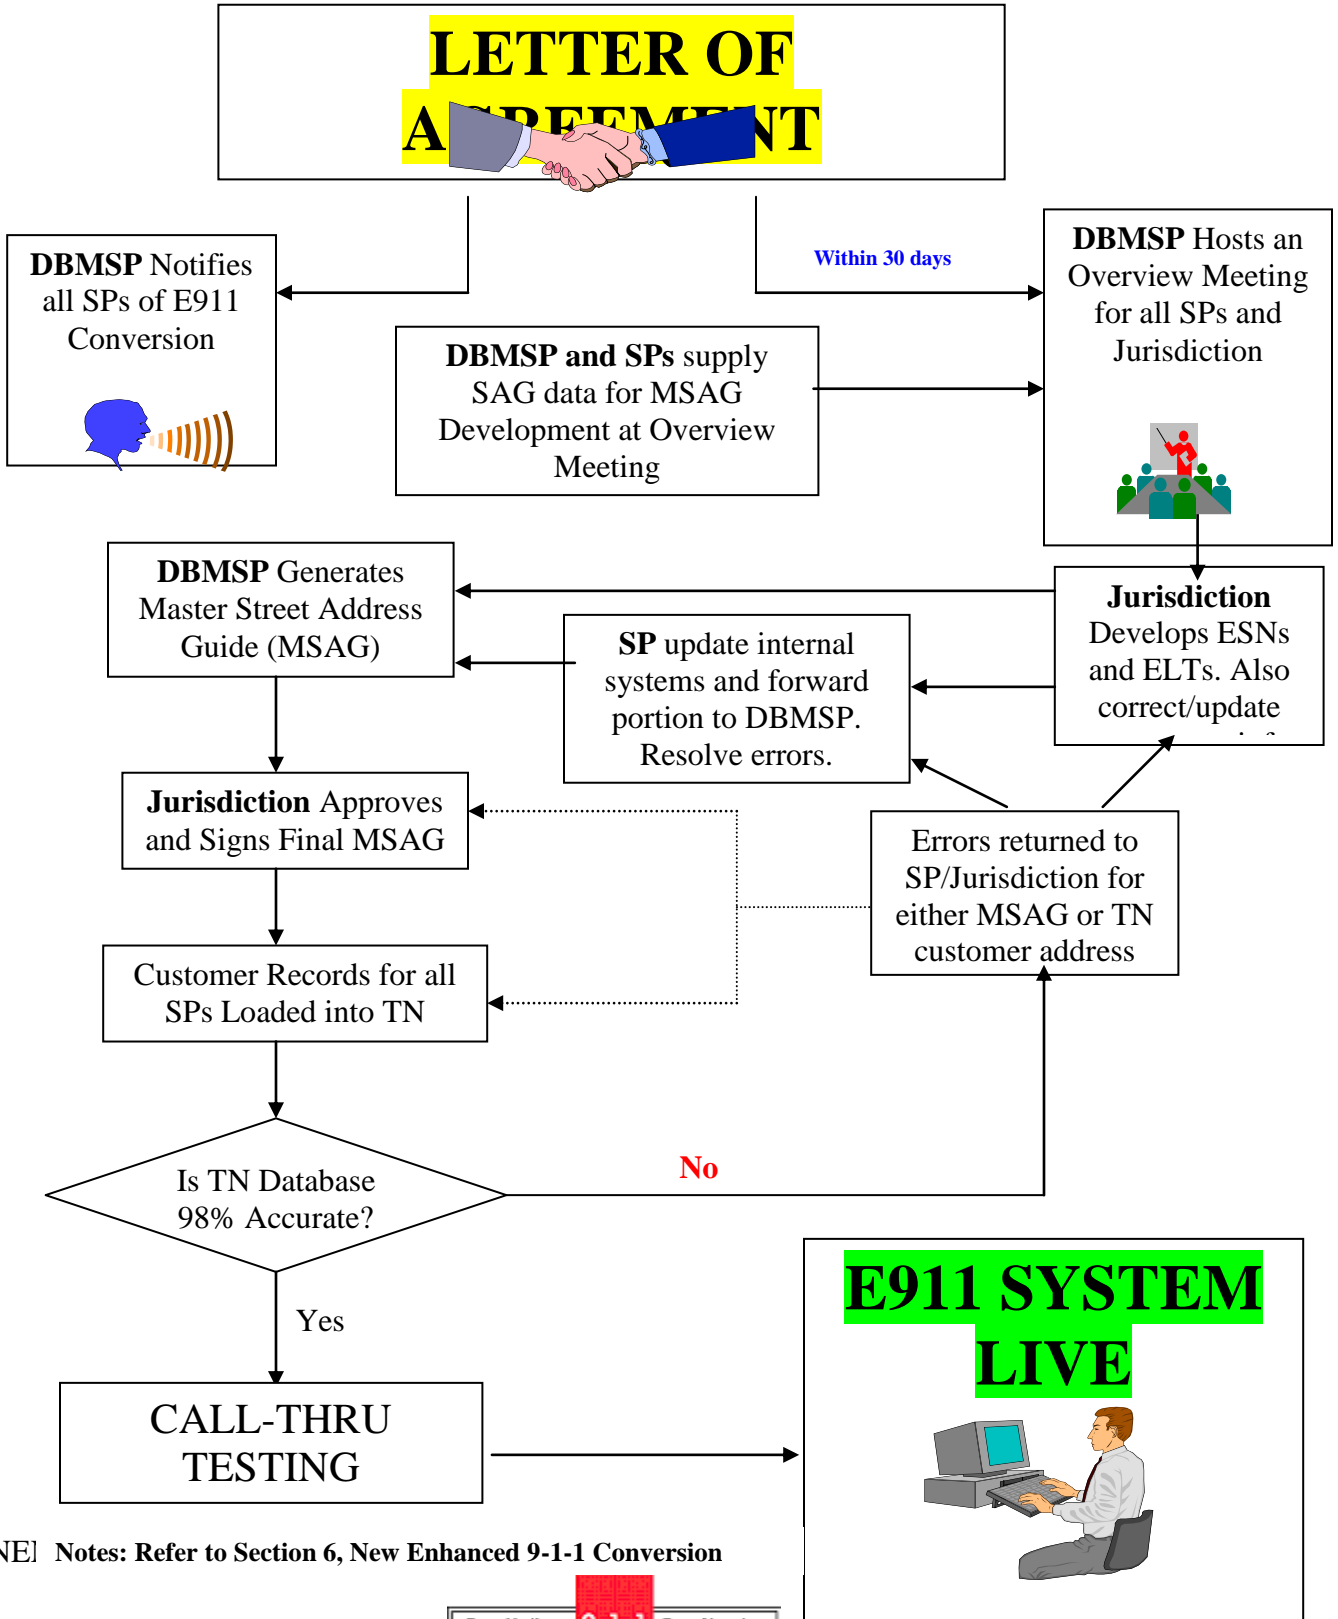 LETTER OF
AGREEMENT
DBMSP Notifies
all SPs of E911
Conversion
Within 30 days
DBMSP Hosts an
Overview Meeting
for all SPs and
Jurisdiction
DBMSP and SPs supply
SAG data for MSAG
Development at Overview
Meeting
DBMSP Generates
Master Street Address
Guide (MSAG)
SP update internal
systems and forward
portion to DBMSP.
Resolve errors.
Jurisdiction
Develops ESNs
and ELTs. Also
correct/update
Jurisdiction Approves
and Signs Final MSAG
Errors returned to
SP/Jurisdiction for
either MSAG or TN
customer address
Customer Records for all
SPs Loaded into TN
Is TN Database
98% Accurate?
No
Yes
E911 SYSTEM
LIVE
CALL-THRU
TESTING
Notes: Refer to Section 6, New Enhanced 9-1-1 Conversion